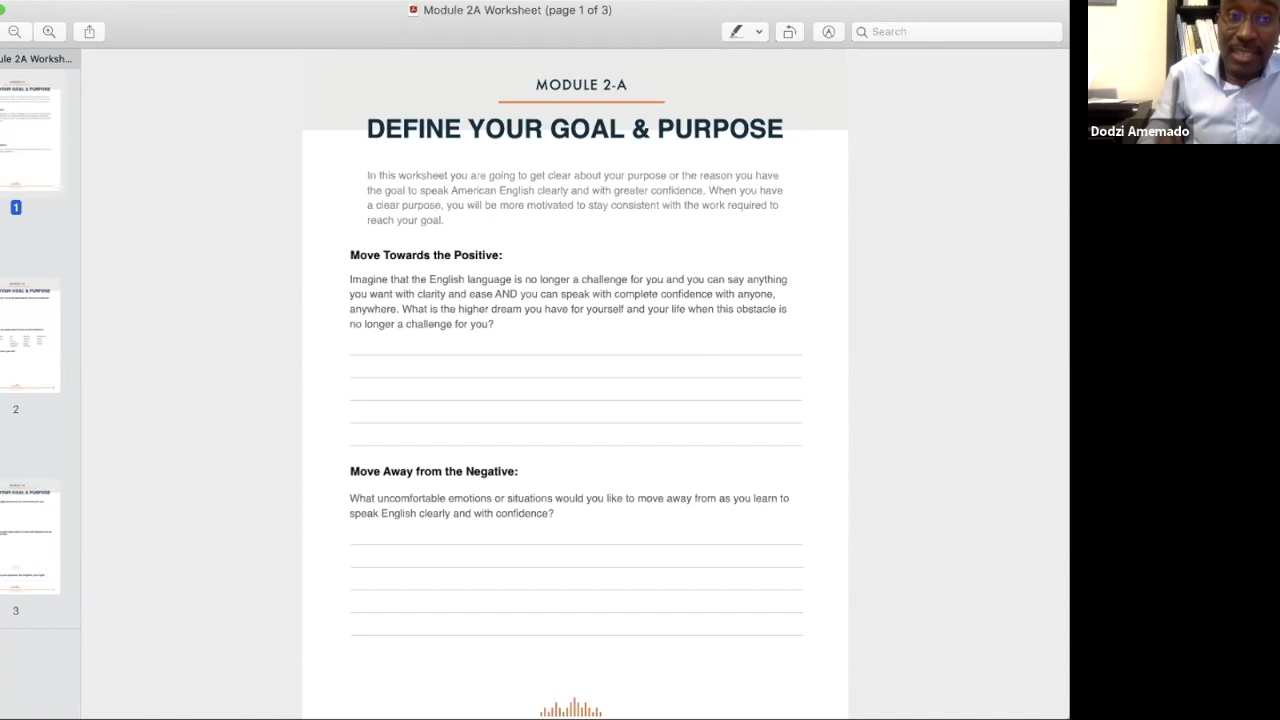 Module 2A Worksheet (page 1 of 3)
Search
ule 2A Worksh...
1
2
3
MODULE 2-A
DEFINE YOUR GOAL & PURPOSE
In this worksheet you are going to get clear about your purpose or the reason you have
the goal to speak American English clearly and with greater confidence. When you have
a clear purpose, you will be more motivated to stay consistent with the work required to
reach your goal.
Move Towards the Positive:
Imagine that the English language is no longer a challenge for you and you can say anything
you want with clarity and ease AND you can speak with complete confidence with anyone,
anywhere. What is the higher dream you have for yourself and your life when this obstacle is
no longer a challenge for you?
Move Away from the Negative:
What uncomfortable emotions or situations would you like to move away from as you learn to
speak English clearly and with confidence?
Dodzi Amemado